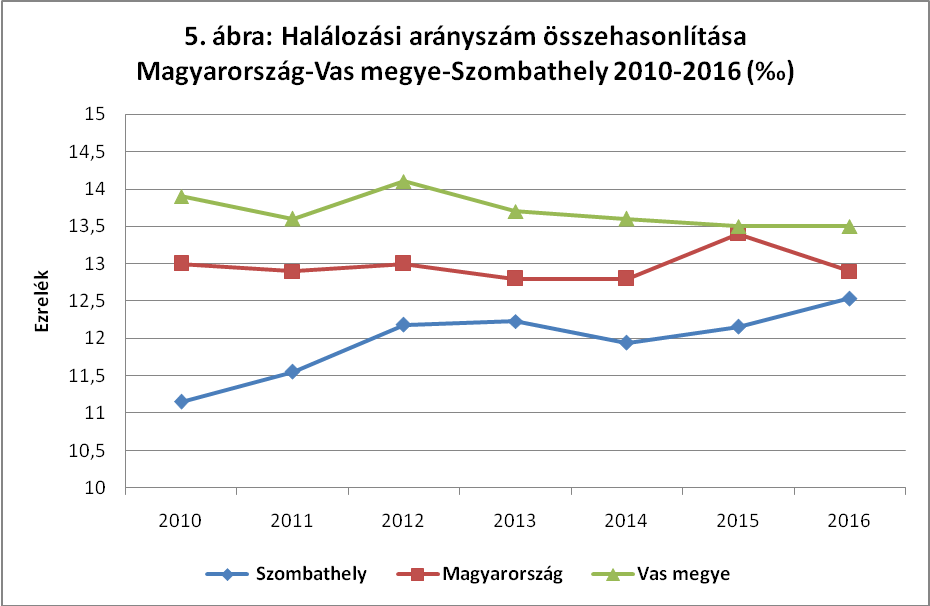 5. ábra: Halálozási arányszám összehasonlítása
Magyarország-Vas megye-Szombathely 2010-2016 (‰)
Ezrelék
15
14,5
14
13,5
13
12,5
12
11,5
11
10,5
10
2010 2011 2012 2013 2014 2015 2016
Szombathely Magyarország Vas megye